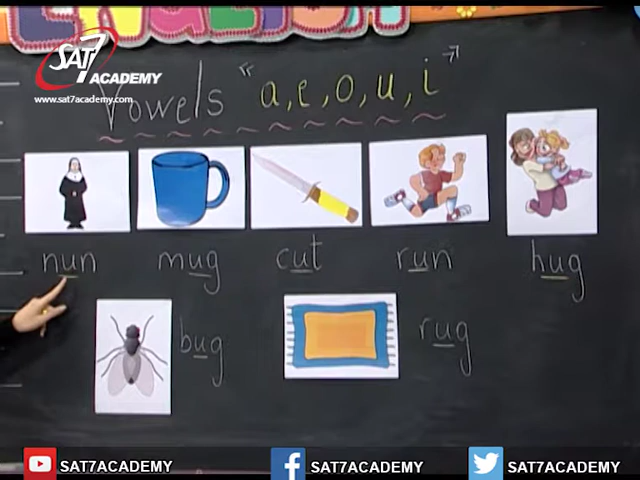 SAT7 ACADEMY
www.sat7academy.com
Vowels "a, e, o, u, i"
nun mug cut run hug
bug rug
SAT7ACADEMY SAT7ACADEMY SAT7ACADEMY